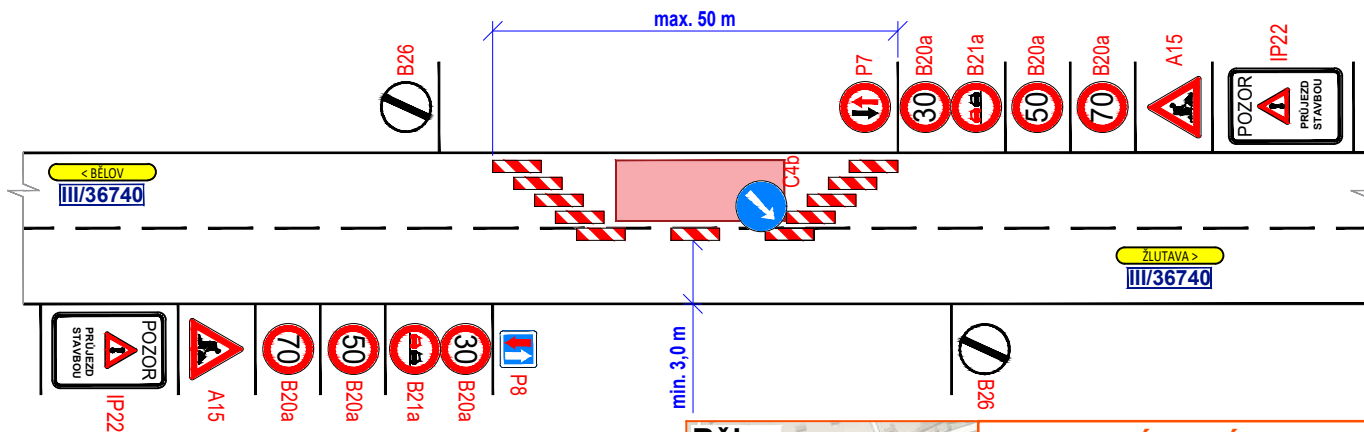 max. 50 m
B26
P7
B20a
B21a
B20a
B20a
A15
IP22
30
50
70
POZOR
PRŮJEZD
STAVBOU
< BĚLOV
III/36740
C4b
ŽLUTAVA >
III/36740
min. 3,0 m
POZOR
PRŮJEZD
STAVBOU
70
50
30
IP22
A15
B20a
B20a
B21a
B20a
P8
B26